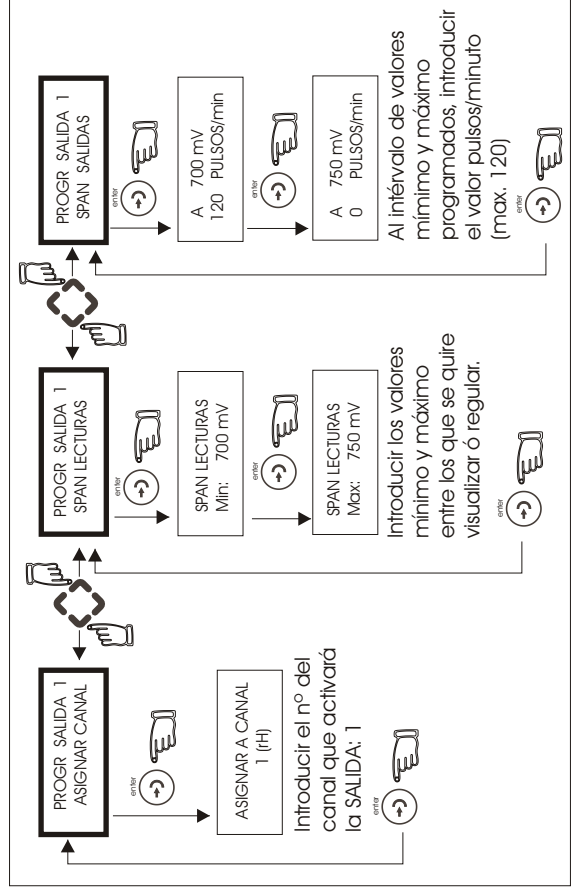 PROGR SALIDA 1
ASIGNAR CANAL
enter
ASIGNAR A CANAL
1 (rH)
Introducir el nº del
canal que activará
la SALIDA: 1
enter
PROGR SALIDA 1
SPAN LECTURAS
enter
SPAN LECTURAS
Min: 700 mV
enter
SPAN LECTURAS
Max: 750 mV
Introducir los valores
mínimo y máximo
entre los que se quire
visualizar ó regular.
enter
PROGR SALIDA 1
SPAN SALIDAS
enter
A 700 mV
120 PULSOS/min
enter
A 750 mV
0 PULSOS/min
Al intérvalo de valores
mímimo y máximo
programados, introducir
el valor pulsos/minuto
(max. 120)
enter